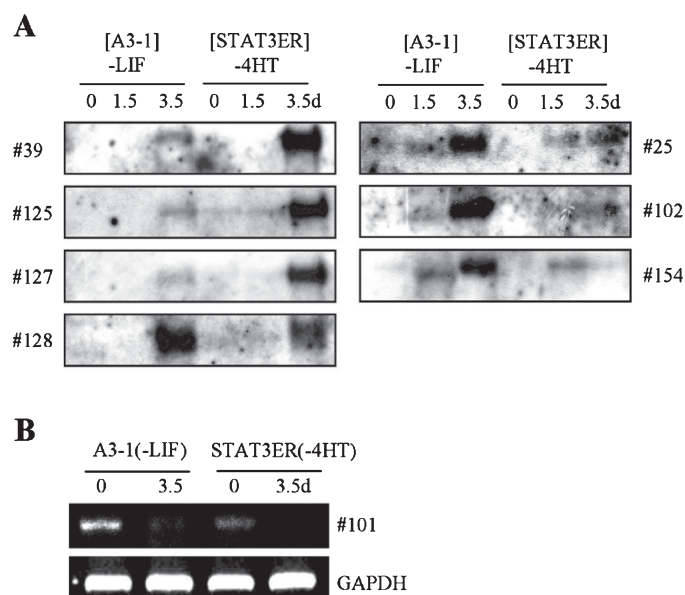 A
[A3-1] [STAT3ER] [A3-1] [STAT3ER]
-LIF -4HT -LIF -4HT
0 1.5 3.5 0 1.5 3.5d 0 1.5 3.5 0 1.5 3.5d
#39 #25
#125 #102
#127 #154
#128
B
A3-1(-LIF) STAT3ER(-4HT)
0 3.5 0 3.5d
#101
GAPDH